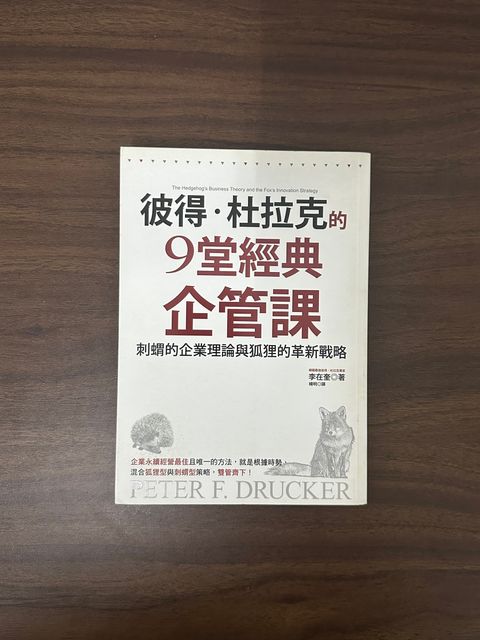 The Hedgehog's Business Theory and the Fox's Innovation Strategy
彼得·杜拉克的
9堂經典
企管課
刺蝟的企業理論與狐狸的革新戰略
李在奎◎著
企業永續經營最佳且唯一的方法，就是根據時勢，
混合狐狸型與刺蝟型策略，雙管齊下！
PETER F. DRUCKER